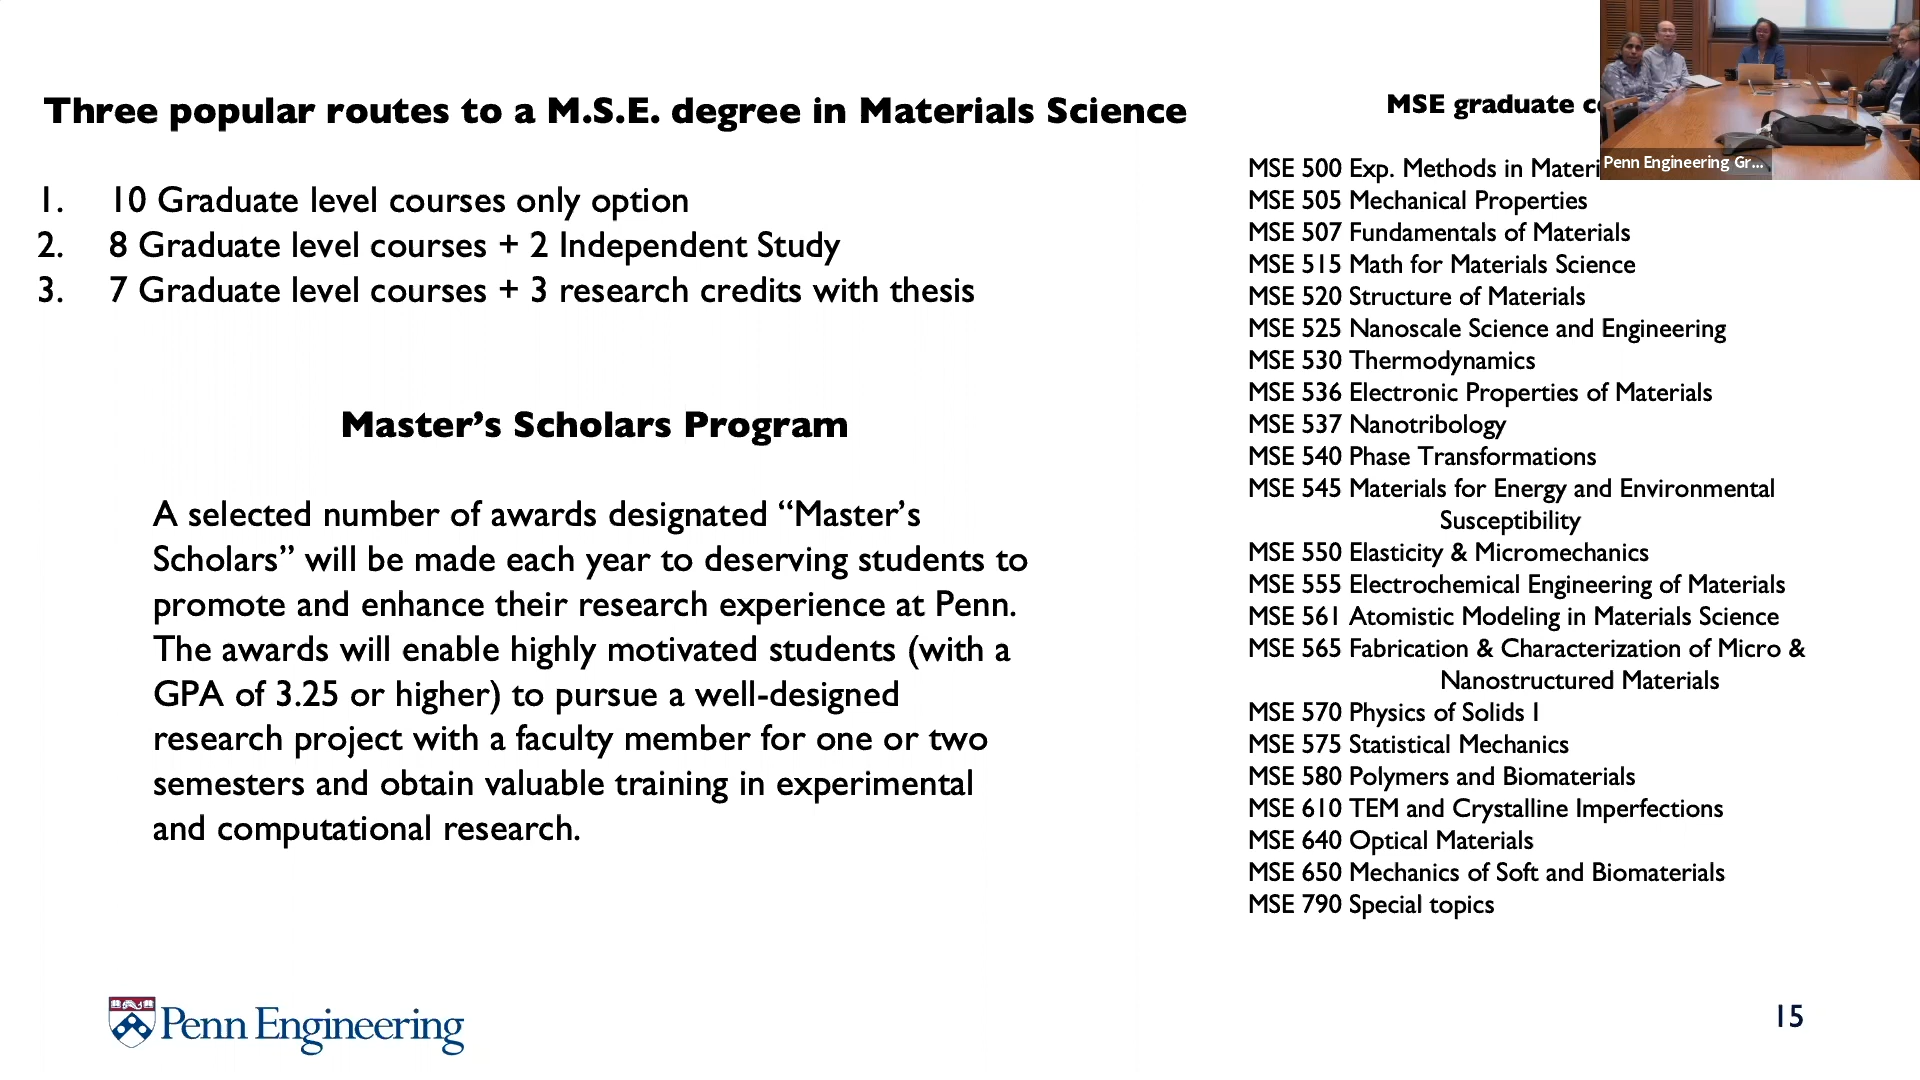 Three popular routes to a M.S.E. degree in Materials Science
1. 10 Graduate level courses only option
2. 8 Graduate level courses + 2 Independent Study
3. 7 Graduate level courses + 3 research credits with thesis
Master's Scholars Program
A selected number of awards designated “Master's
Scholars” will be made each year to deserving students to
promote and enhance their research experience at Penn.
The awards will enable highly motivated students (with a
GPA of 3.25 or higher) to pursue a well-designed
research project with a faculty member for one or two
semesters and obtain valuable training in experimental
and computational research.
MSE graduate
MSE 500 Exp. Methods in
MSE 505 Mechanical Properties
MSE 507 Fundamentals of Materials
MSE 515 Math for Materials Science
MSE 520 Structure of Materials
MSE 525 Nanoscale Science and Engineering
MSE 530 Thermodynamics
MSE 536 Electronic Properties of Materials
MSE 537 Nanotribology
MSE 540 Phase Transformations
MSE 545 Materials for Energy and Environmental
Susceptibility
MSE 550 Elasticity & Micromechanics
MSE 555 Electrochemical Engineering of Materials
MSE 561 Atomistic Modeling in Materials Science
MSE 565 Fabrication & Characterization of Micro &
Nanostructured Materials
MSE 570 Physics of Solids I
MSE 575 Statistical Mechanics
MSE 580 Polymers and Biomaterials
MSE 610 TEM and Crystalline Imperfections
MSE 640 Optical Materials
MSE 650 Mechanics of Soft and Biomaterials
MSE 790 Special topics
Penn Engineering Gr...
Penn Engineering
15